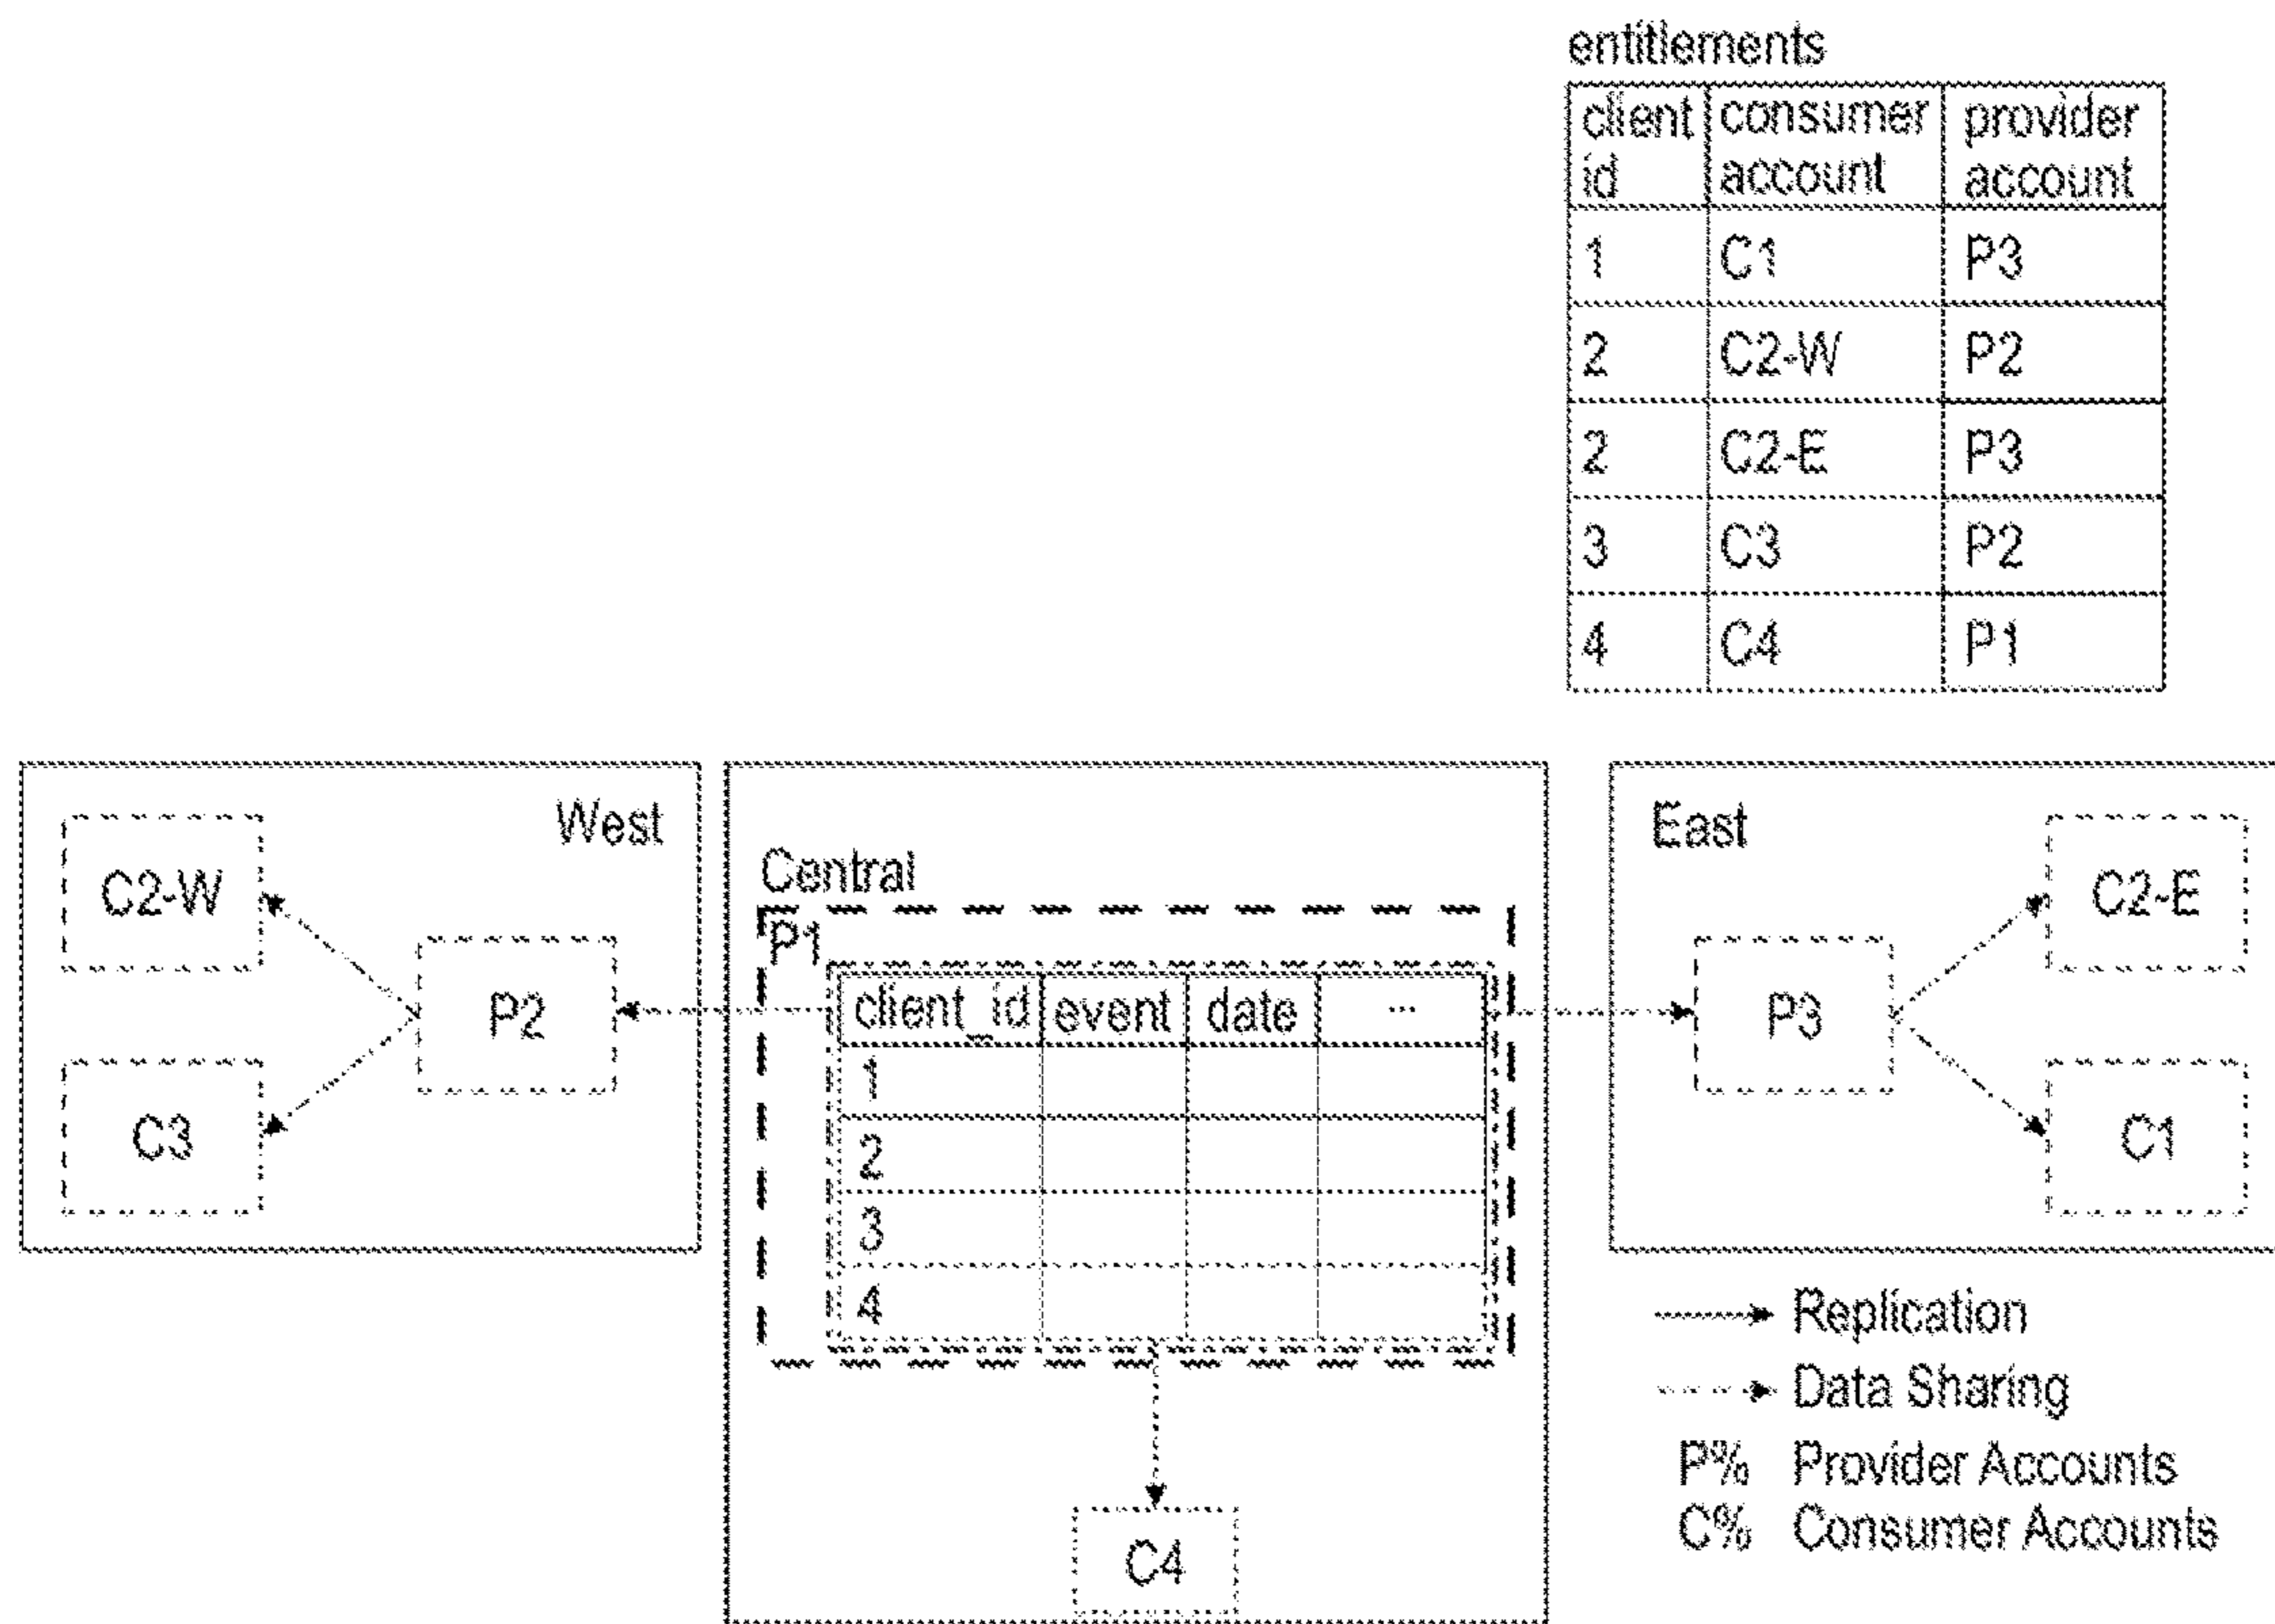 entitlements
client id consumer account provider account
1 C1 P3
2 C2-W P2
2 C2-E P3
3 C3 P2
4 C4 P1
West
C2-W
P2
C3
Central
P1
client_id event date ...
1
2
3
4
C4
East
C2-E
P3
C1
Replication
Data Sharing
P% Provider Accounts
C% Consumer Accounts